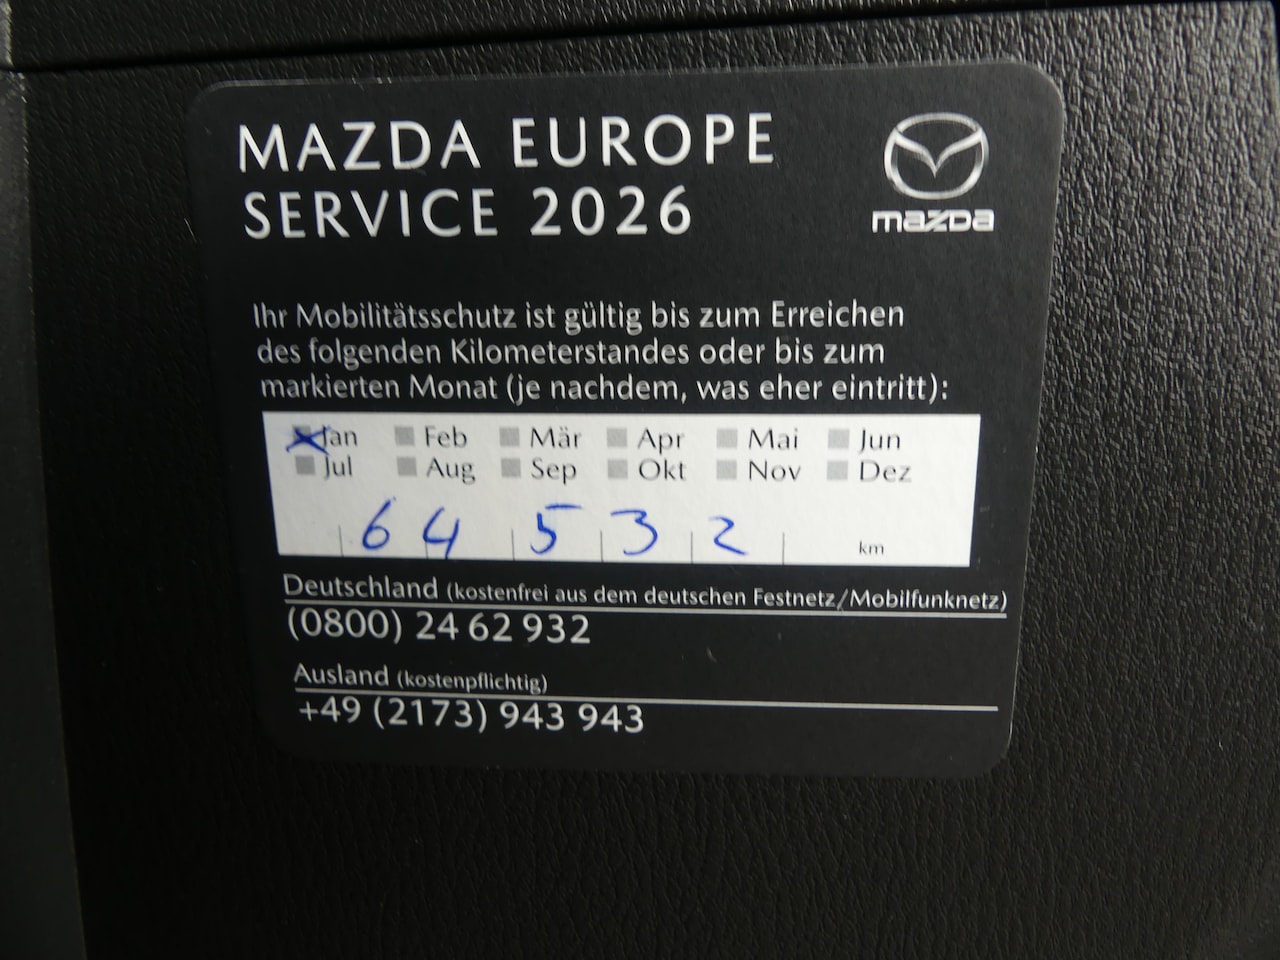 MAZDA EUROPE
SERVICE 2026
mazda
Ihr Mobilitätsschutz ist gültig bis zum Erreichen
des folgenden Kilometerstandes oder bis zum
markierten Monat (je nachdem, was eher eintritt):
Jan Feb Mär Apr Mai Jun
Jul Aug Sep Okt Nov Dez
64 532 km
Deutschland (kostenfrei aus dem deutschen Festnetz/Mobilfunknetz)
(0800) 24 62 932
Ausland (kostenpflichtig)
+49 (2173) 943 943